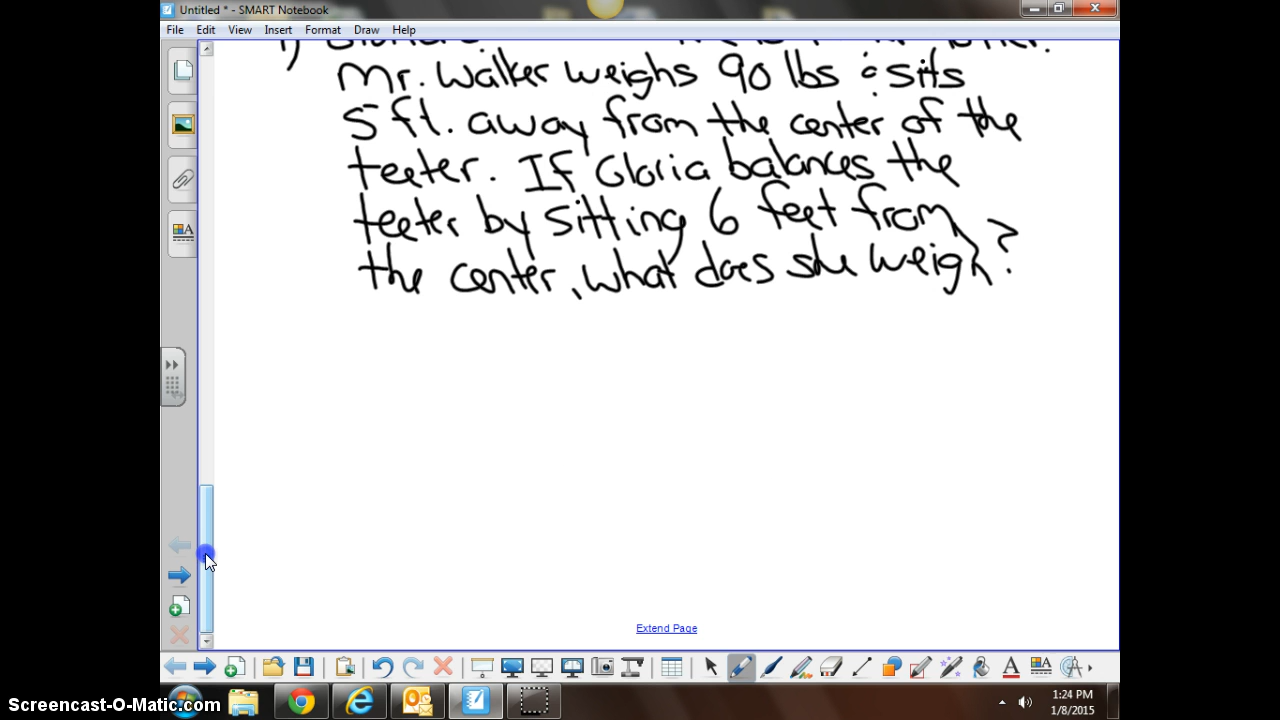 Untitled * - SMART Notebook
File Edit View Insert Format Draw Help
1)
Mr. Walker weighs 90 lbs & sits
5 ft. away from the center of the
teeter. If Gloria balances the
teeter by sitting 6 feet from
the center, what does she weigh?
Extend Page
Screencast-O-Matic.com
1:24 PM
1/8/2015